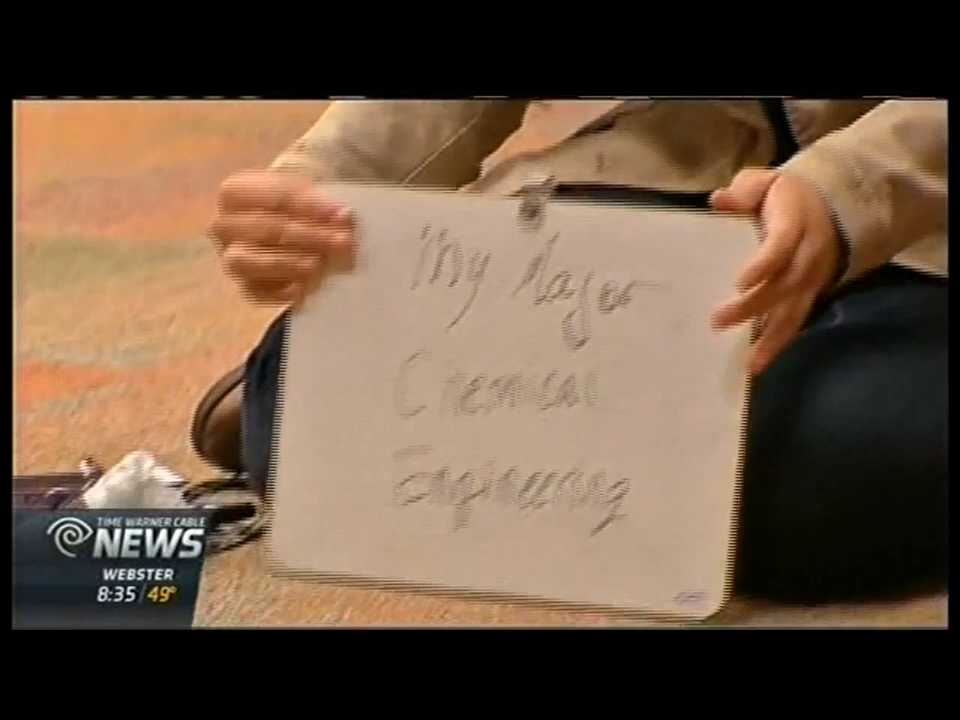 My Major
Chemical
Engineering
TIME WARNER CABLE
NEWS
WEBSTER
8:35 49°